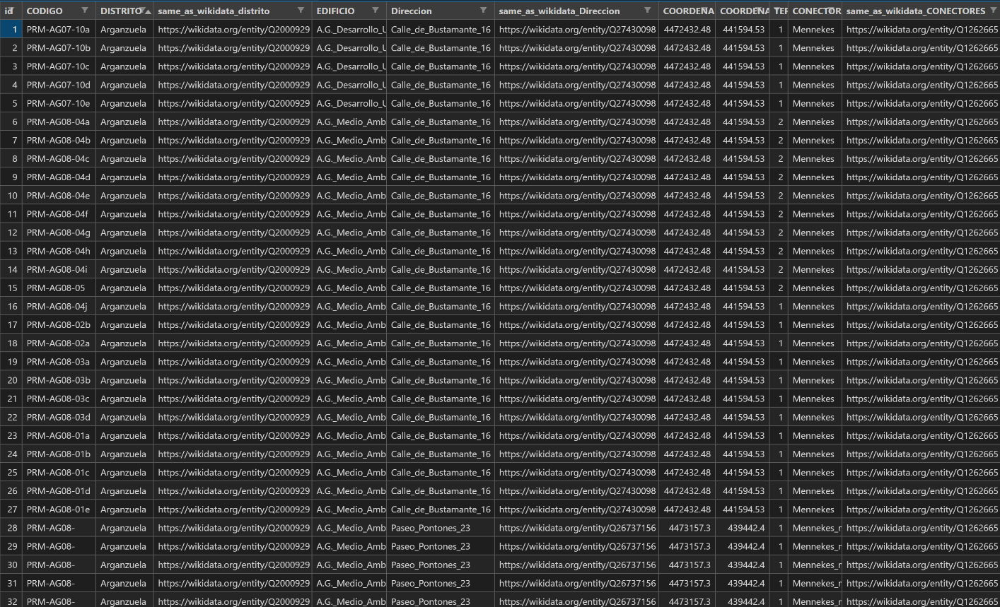 id CODIGO DISTRITO same_as_wikidata_distrito EDIFICIO Direccion same_as_wikidata_Direccion COORDENA COORDENA TER CONECTOR same_as_wikidata_CONECTORES
1 PRM-AG07-10a Arganzuela https://wikidata.org/entity/Q2000929 A.G._Desarrollo_U Calle_de_Bustamante_16 https://wikidata.org/entity/Q27430098 4472432.48 441594.53 1 Mennekes https://wikidata.org/entity/Q1262665
2 PRM-AG07-10b Arganzuela https://wikidata.org/entity/Q2000929 A.G._Desarrollo_U Calle_de_Bustamante_16 https://wikidata.org/entity/Q27430098 4472432.48 441594.53 1 Mennekes https://wikidata.org/entity/Q1262665
3 PRM-AG07-10c Arganzuela https://wikidata.org/entity/Q2000929 A.G._Desarrollo_U Calle_de_Bustamante_16 https://wikidata.org/entity/Q27430098 4472432.48 441594.53 1 Mennekes https://wikidata.org/entity/Q1262665
4 PRM-AG07-10d Arganzuela https://wikidata.org/entity/Q2000929 A.G._Desarrollo_U Calle_de_Bustamante_16 https://wikidata.org/entity/Q27430098 4472432.48 441594.53 1 Mennekes https://wikidata.org/entity/Q1262665
5 PRM-AG07-10e Arganzuela https://wikidata.org/entity/Q2000929 A.G._Desarrollo_U Calle_de_Bustamante_16 https://wikidata.org/entity/Q27430098 4472432.48 441594.53 1 Mennekes https://wikidata.org/entity/Q1262665
6 PRM-AG08-04a Arganzuela https://wikidata.org/entity/Q2000929 A.G._Medio_Amb Calle_de_Bustamante_16 https://wikidata.org/entity/Q27430098 4472432.48 441594.53 2 Mennekes https://wikidata.org/entity/Q1262665
7 PRM-AG08-04b Arganzuela https://wikidata.org/entity/Q2000929 A.G._Medio_Amb Calle_de_Bustamante_16 https://wikidata.org/entity/Q27430098 4472432.48 441594.53 2 Mennekes https://wikidata.org/entity/Q1262665
8 PRM-AG08-04c Arganzuela https://wikidata.org/entity/Q2000929 A.G._Medio_Amb Calle_de_Bustamante_16 https://wikidata.org/entity/Q27430098 4472432.48 441594.53 2 Mennekes https://wikidata.org/entity/Q1262665
9 PRM-AG08-04d Arganzuela https://wikidata.org/entity/Q2000929 A.G._Medio_Amb Calle_de_Bustamante_16 https://wikidata.org/entity/Q27430098 4472432.48 441594.53 2 Mennekes https://wikidata.org/entity/Q1262665
10 PRM-AG08-04e Arganzuela https://wikidata.org/entity/Q2000929 A.G._Medio_Amb Calle_de_Bustamante_16 https://wikidata.org/entity/Q27430098 4472432.48 441594.53 2 Mennekes https://wikidata.org/entity/Q1262665
11 PRM-AG08-04f Arganzuela https://wikidata.org/entity/Q2000929 A.G._Medio_Amb Calle_de_Bustamante_16 https://wikidata.org/entity/Q27430098 4472432.48 441594.53 2 Mennekes https://wikidata.org/entity/Q1262665
12 PRM-AG08-04g Arganzuela https://wikidata.org/entity/Q2000929 A.G._Medio_Amb Calle_de_Bustamante_16 https://wikidata.org/entity/Q27430098 4472432.48 441594.53 2 Mennekes https://wikidata.org/entity/Q1262665
13 PRM-AG08-04h Arganzuela https://wikidata.org/entity/Q2000929 A.G._Medio_Amb Calle_de_Bustamante_16 https://wikidata.org/entity/Q27430098 4472432.48 441594.53 2 Mennekes https://wikidata.org/entity/Q1262665
14 PRM-AG08-04i Arganzuela https://wikidata.org/entity/Q2000929 A.G._Medio_Amb Calle_de_Bustamante_16 https://wikidata.org/entity/Q27430098 4472432.48 441594.53 2 Mennekes https://wikidata.org/entity/Q1262665
15 PRM-AG08-05 Arganzuela https://wikidata.org/entity/Q2000929 A.G._Medio_Amb Calle_de_Bustamante_16 https://wikidata.org/entity/Q27430098 4472432.48 441594.53 2 Mennekes https://wikidata.org/entity/Q1262665
16 PRM-AG08-04j Arganzuela https://wikidata.org/entity/Q2000929 A.G._Medio_Amb Calle_de_Bustamante_16 https://wikidata.org/entity/Q27430098 4472432.48 441594.53 1 Mennekes https://wikidata.org/entity/Q1262665
17 PRM-AG08-02b Arganzuela https://wikidata.org/entity/Q2000929 A.G._Medio_Amb Calle_de_Bustamante_16 https://wikidata.org/entity/Q27430098 4472432.48 441594.53 1 Mennekes https://wikidata.org/entity/Q1262665
18 PRM-AG08-02a Arganzuela https://wikidata.org/entity/Q2000929 A.G._Medio_Amb Calle_de_Bustamante_16 https://wikidata.org/entity/Q27430098 4472432.48 441594.53 1 Mennekes https://wikidata.org/entity/Q1262665
19 PRM-AG08-03a Arganzuela https://wikidata.org/entity/Q2000929 A.G._Medio_Amb Calle_de_Bustamante_16 https://wikidata.org/entity/Q27430098 4472432.48 441594.53 1 Mennekes https://wikidata.org/entity/Q1262665
20 PRM-AG08-03b Arganzuela https://wikidata.org/entity/Q2000929 A.G._Medio_Amb Calle_de_Bustamante_16 https://wikidata.org/entity/Q27430098 4472432.48 441594.53 1 Mennekes https://wikidata.org/entity/Q1262665
21 PRM-AG08-03c Arganzuela https://wikidata.org/entity/Q2000929 A.G._Medio_Amb Calle_de_Bustamante_16 https://wikidata.org/entity/Q27430098 4472432.48 441594.53 1 Mennekes https://wikidata.org/entity/Q1262665
22 PRM-AG08-03d Arganzuela https://wikidata.org/entity/Q2000929 A.G._Medio_Amb Calle_de_Bustamante_16 https://wikidata.org/entity/Q27430098 4472432.48 441594.53 1 Mennekes https://wikidata.org/entity/Q1262665
23 PRM-AG08-01a Arganzuela https://wikidata.org/entity/Q2000929 A.G._Medio_Amb Calle_de_Bustamante_16 https://wikidata.org/entity/Q27430098 4472432.48 441594.53 1 Mennekes https://wikidata.org/entity/Q1262665
24 PRM-AG08-01b Arganzuela https://wikidata.org/entity/Q2000929 A.G._Medio_Amb Calle_de_Bustamante_16 https://wikidata.org/entity/Q27430098 4472432.48 441594.53 1 Mennekes https://wikidata.org/entity/Q1262665
25 PRM-AG08-01c Arganzuela https://wikidata.org/entity/Q2000929 A.G._Medio_Amb Calle_de_Bustamante_16 https://wikidata.org/entity/Q27430098 4472432.48 441594.53 1 Mennekes https://wikidata.org/entity/Q1262665
26 PRM-AG08-01d Arganzuela https://wikidata.org/entity/Q2000929 A.G._Medio_Amb Calle_de_Bustamante_16 https://wikidata.org/entity/Q27430098 4472432.48 441594.53 1 Mennekes https://wikidata.org/entity/Q1262665
27 PRM-AG08-01e Arganzuela https://wikidata.org/entity/Q2000929 A.G._Medio_Amb Calle_de_Bustamante_16 https://wikidata.org/entity/Q27430098 4472432.48 441594.53 1 Mennekes https://wikidata.org/entity/Q1262665
28 PRM-AG08- Arganzuela https://wikidata.org/entity/Q2000929 A.G._Medio_Amb Paseo_Pontones_23 https://wikidata.org/entity/Q26737156 4473157.3 439442.4 1 Mennekes_r https://wikidata.org/entity/Q1262665
29 PRM-AG08- Arganzuela https://wikidata.org/entity/Q2000929 A.G._Medio_Amb Paseo_Pontones_23 https://wikidata.org/entity/Q26737156 4473157.3 439442.4 1 Mennekes_r https://wikidata.org/entity/Q1262665
30 PRM-AG08- Arganzuela https://wikidata.org/entity/Q2000929 A.G._Medio_Amb Paseo_Pontones_23 https://wikidata.org/entity/Q26737156 4473157.3 439442.4 1 Mennekes_r https://wikidata.org/entity/Q1262665
31 PRM-AG08- Arganzuela https://wikidata.org/entity/Q2000929 A.G._Medio_Amb Paseo_Pontones_23 https://wikidata.org/entity/Q26737156 4473157.3 439442.4 1 Mennekes_r https://wikidata.org/entity/Q1262665
32 PRM-AG08- Arganzuela https://wikidata.org/entity/Q2000929 A.G._Medio_Amb Paseo_Pontones_23 https://wikidata.org/entity/Q26737156 4473157.3 439442.4 1 Mennekes_r https://wikidata.org/entity/Q1262665